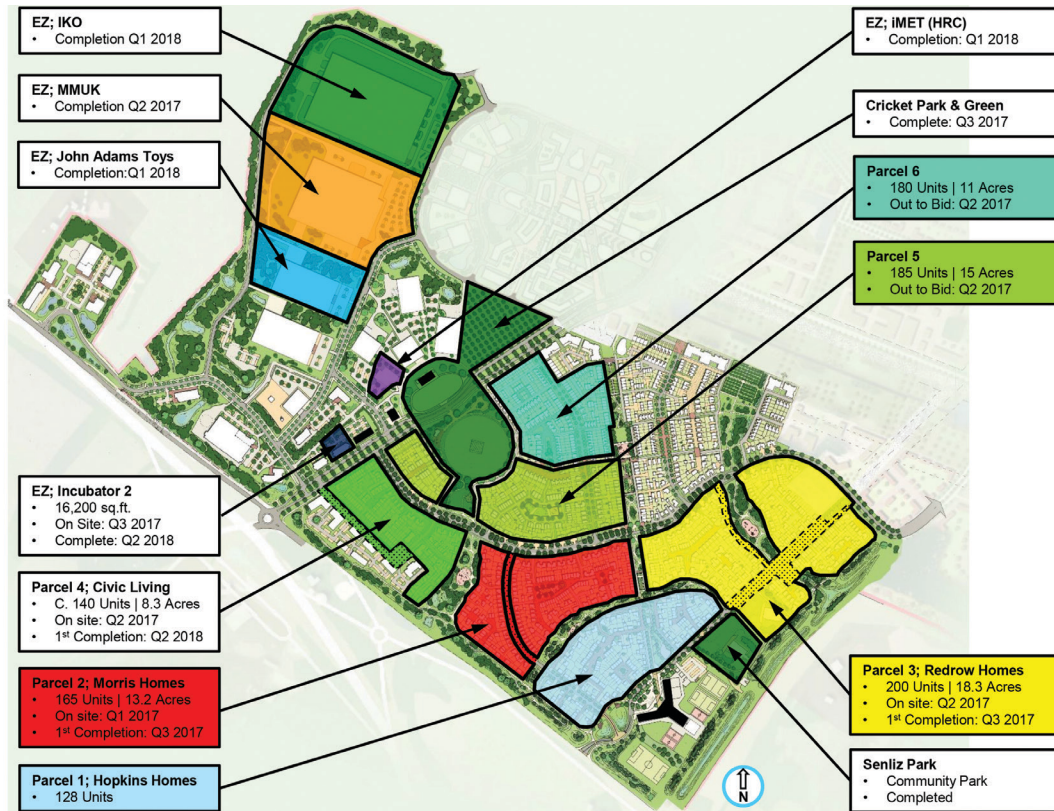 EZ; IKO
• Completion Q1 2018
EZ; MMUK
• Completion Q2 2017
EZ; John Adams Toys
• Completion:Q1 2018
EZ; Incubator 2
• 16,200 sq.ft.
• On Site: Q3 2017
• Complete: Q2 2018
Parcel 4; Civic Living
• C. 140 Units | 8.3 Acres
• On site: Q2 2017
• 1st Completion: Q2 2018
Parcel 2; Morris Homes
• 165 Units | 13.2 Acres
• On site: Q1 2017
• 1st Completion: Q3 2017
Parcel 1; Hopkins Homes
• 128 Units
EZ; iMET (HRC)
• Completion: Q1 2018
Cricket Park & Green
• Complete: Q3 2017
Parcel 6
• 180 Units | 11 Acres
• Out to Bid: Q2 2017
Parcel 5
• 185 Units | 15 Acres
• Out to Bid: Q2 2017
Parcel 3; Redrow Homes
• 200 Units | 18.3 Acres
• On site: Q2 2017
• 1st Completion: Q3 2017
Senliz Park
• Community Park
• Completed
N